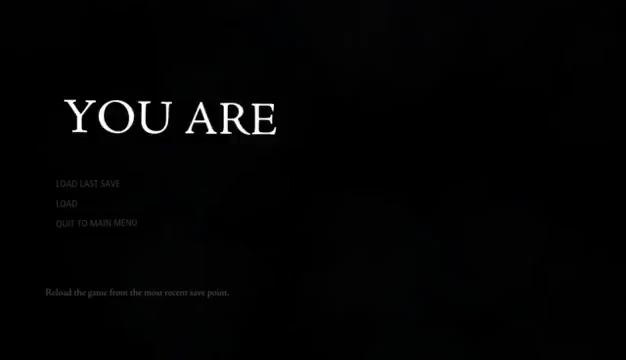 YOU ARE
LOAD LAST SAVE
LOAD
QUIT TO MAIN MENU
Reload the game from the most recent save point.